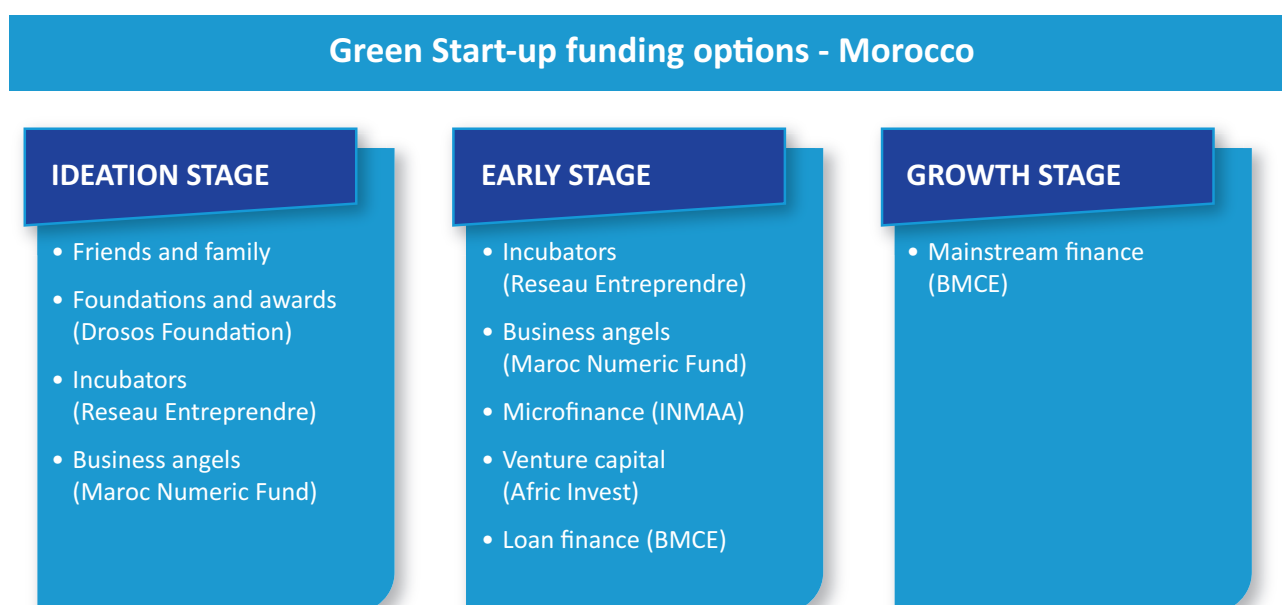 Green Start-up funding options - Morocco
IDEATION STAGE
• Friends and family
• Foundations and awards
(Drosos Foundation)
• Incubators
(Reseau Entreprendre)
• Business angels
(Maroc Numeric Fund)
EARLY STAGE
• Incubators
(Reseau Entreprendre)
• Business angels
(Maroc Numeric Fund)
• Microfinance (INMAA)
• Venture capital
(Afric Invest)
• Loan finance (BMCE)
GROWTH STAGE
• Mainstream finance
(BMCE)